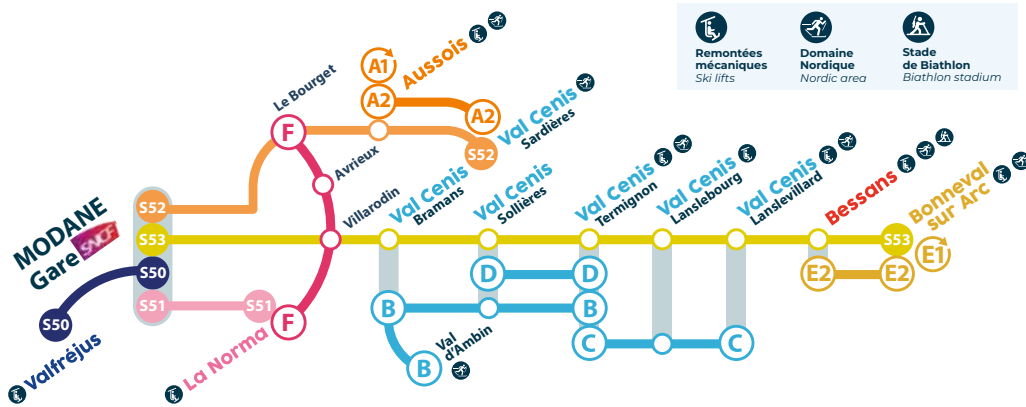 Remontées
mécaniques
Ski lifts
Domaine
Nordique
Nordic area
Stade
de Biathlon
Biathlon stadium
A1
Aussois
A2
A2
Le Bourget
F
Val Cenis
Sardières
S52
Avrieux
Villarodin
Val Cenis
Bramans
Val Cenis
Sollières
Val Cenis
Termignon
Val Cenis
Lanslebourg
Val Cenis
Lanslevillard
Bessans
Bonneval
sur Arc
MODANE
Gare
SNCF
S52
S53
S53
E1
S50
D
D
E2
E2
S51
S51
B
B
S50
F
C
C
Val
d'Ambin
B
Valfréjus
La Norma